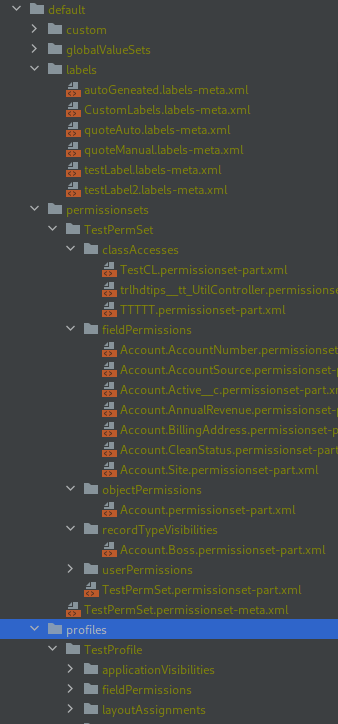 default
custom
globalValueSets
labels
autoGeneated.labels-meta.xml
CustomLabels.labels-meta.xml
quoteAuto.labels-meta.xml
quoteManual.labels-meta.xml
testLabel.labels-meta.xml
testLabel2.labels-meta.xml
permissionsets
TestPermSet
classAccesses
TestCL.permissionset-part.xml
trlhdtips__tt_UtilController.permissions
TTTTT.permissionset-part.xml
fieldPermissions
Account.AccountNumber.permissionset
Account.AccountSource.permissionset-p
Account.Active__c.permissionset-part.xn
Account.AnnualRevenue.permissionset-p
Account.BillingAddress.permissionset-pa
Account.CleanStatus.permissionset-part
Account.Site.permissionset-part.xml
objectPermissions
Account.permissionset-part.xml
recordTypeVisibilities
Account.Boss.permissionset-part.xml
userPermissions
TestPermSet.permissionset-part.xml
TestPermSet.permissionset-meta.xml
profiles
TestProfile
applicationVisibilities
fieldPermissions
layoutAssignments